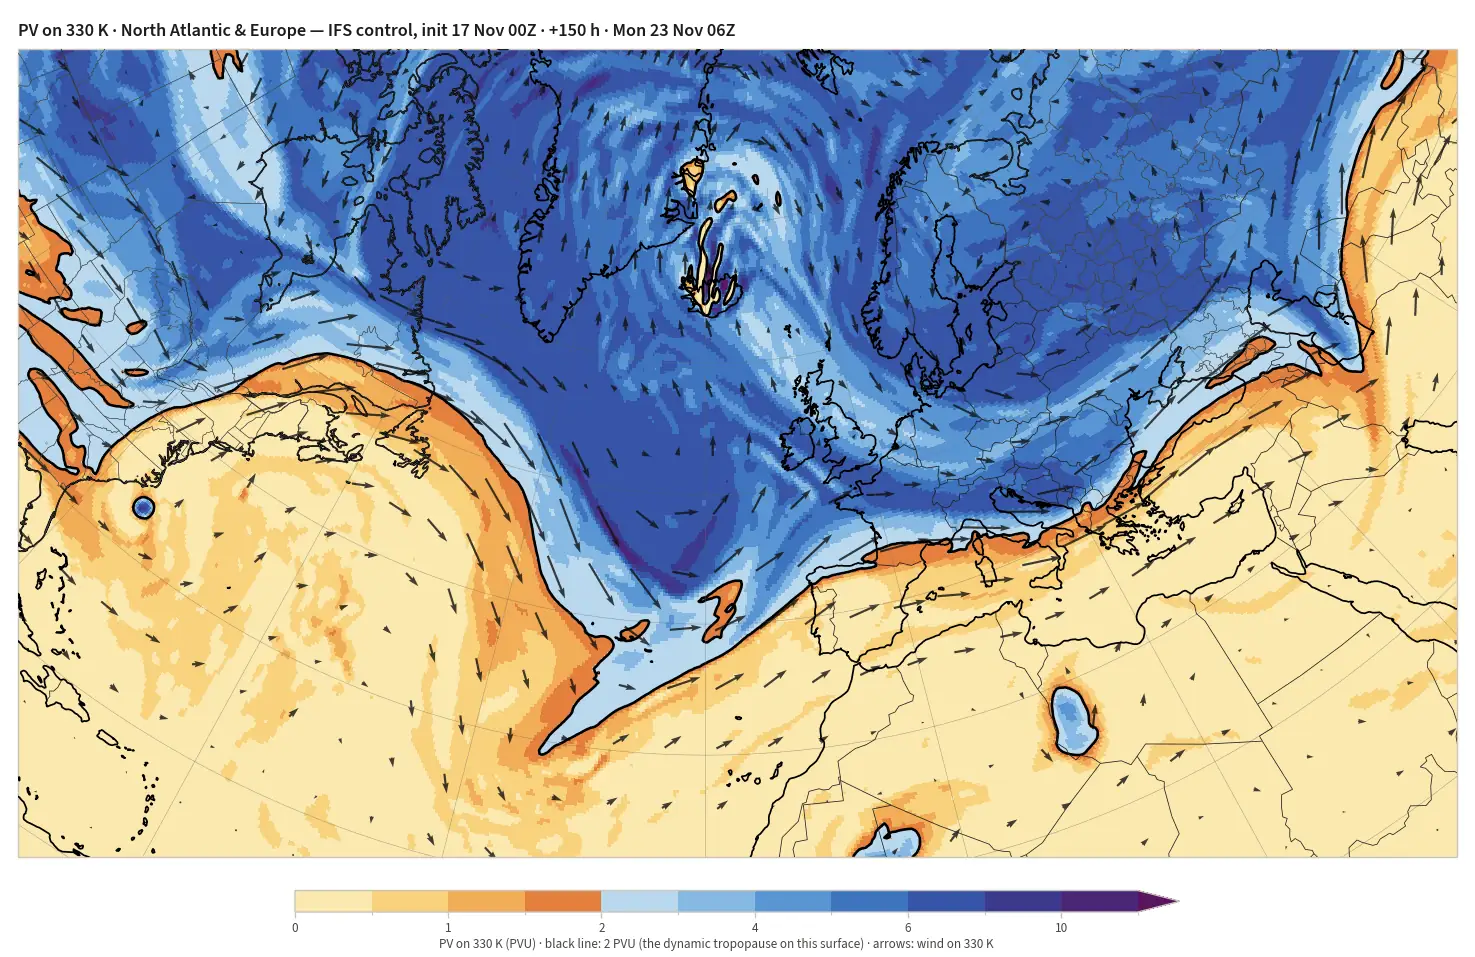 PV on 330 K · North Atlantic & Europe — IFS control, init 17 Nov 00Z · +150 h · Mon 23 Nov 06Z
0 1 2 4 6 10
PV on 330 K (PVU) · black line: 2 PVU (the dynamic tropopause on this surface) · arrows: wind on 330 K